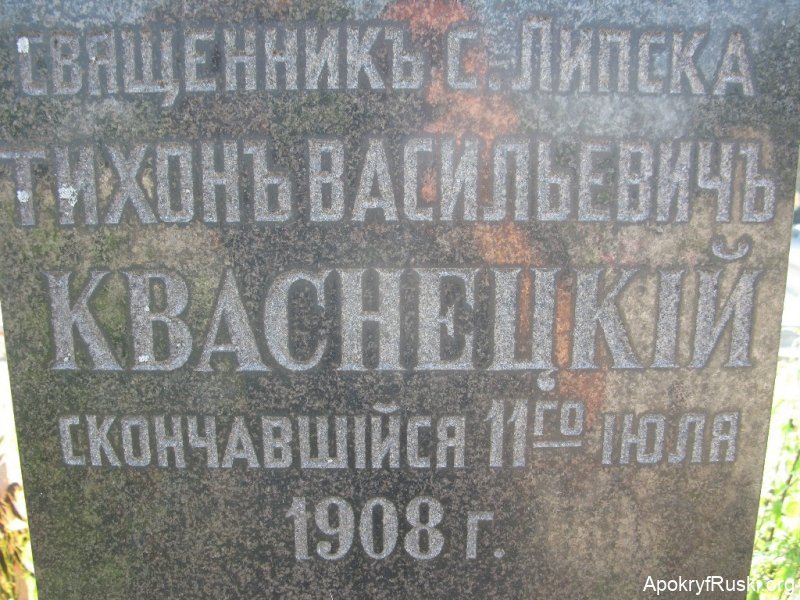 СВЯЩЕННИКЪ С. ЛИПСКА
ТИХОНЪ ВАСИЛЬЕВИЧЪ
КВАСНЕЦКІЙ
СКОНЧАВШІЙСЯ 11ГО ІЮЛЯ
1908 г.
ApokryfRuski.org